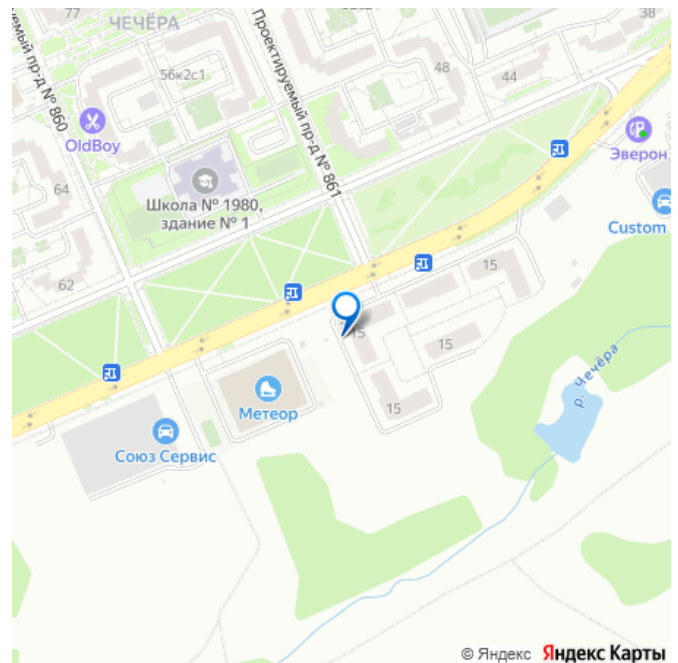 77
ЧЕЧЁРА
38
Проектируемый пр-д № 860
Проектируемый пр-д № 861
56к2с1
48
44
OldBoy
Эверон
64
Школа № 1980,
здание № 1
Custom
62
15
15
15
р. Чечёра
15
Метеор
Союз Сервис
© Яндекс Яндекс Карты